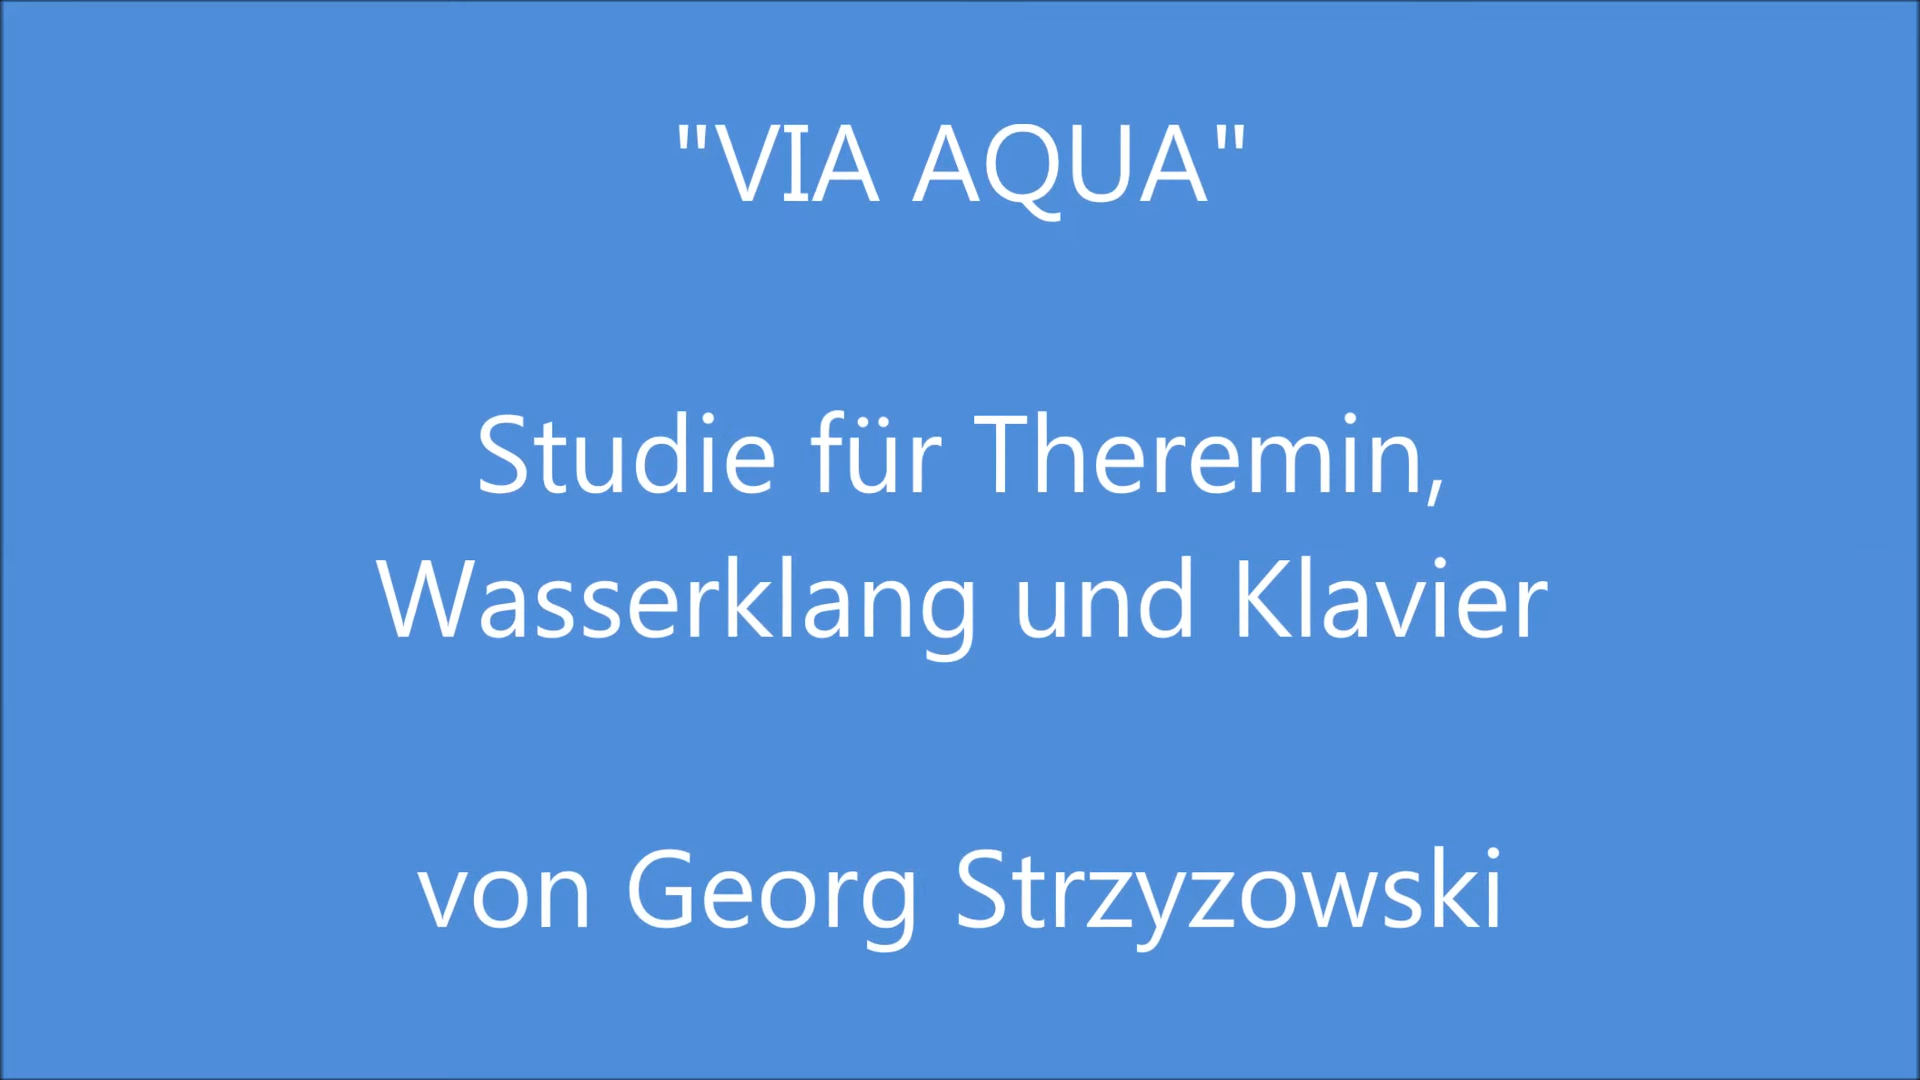 "VIA AQUA"
Studie für Theremin,
Wasserklang und Klavier
von Georg Strzyzowski